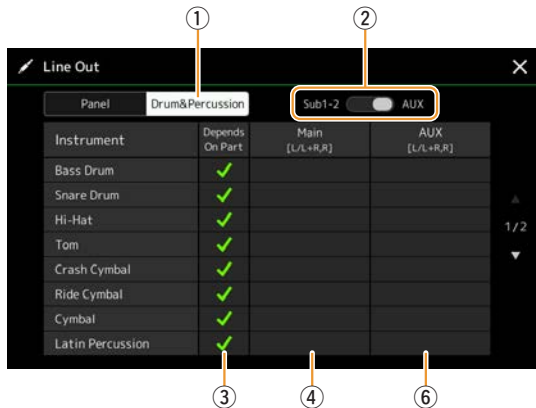 ① ②
Line Out ×
Panel Drum&Percussion Sub1-2 AUX
Instrument Depends On Part Main [L/L+R,R] AUX [L/L+R,R]
Bass Drum ✓
Snare Drum ✓
Hi-Hat ✓
1/2
Tom ✓
Crash Cymbal ✓
Ride Cymbal ✓
Cymbal ✓
Latin Percussion ✓
③ ④ ⑥